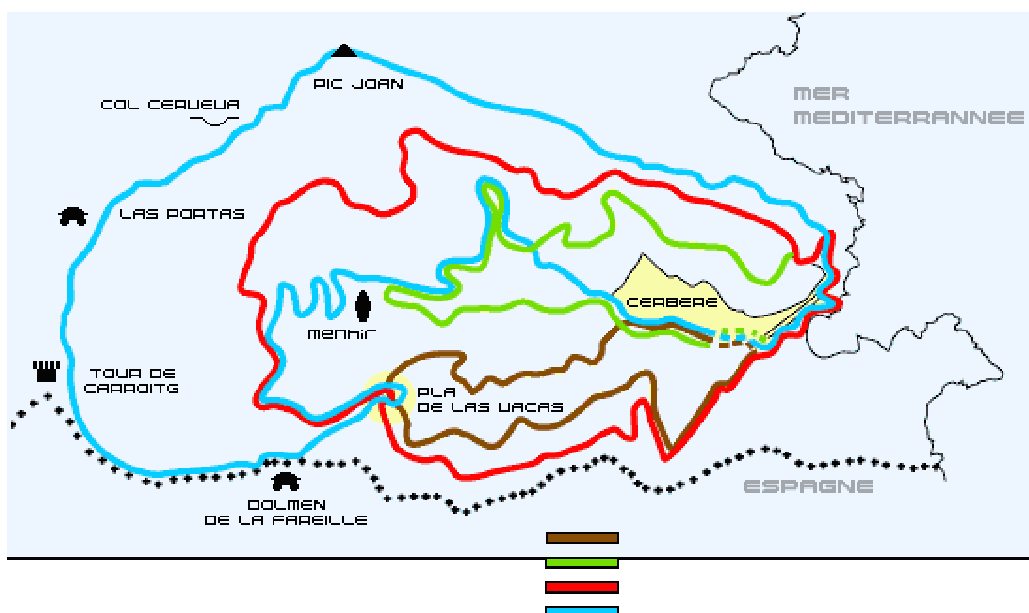 PIC JOAN
COL CERVERA
MER
MEDITERRANNEE
LAS PORTAS
CERBERE
MENHIR
TOUR DE
CARROITG
PLA
DE LAS VACAS
ESPAGNE
DOLMEN
DE LA FAREILLE